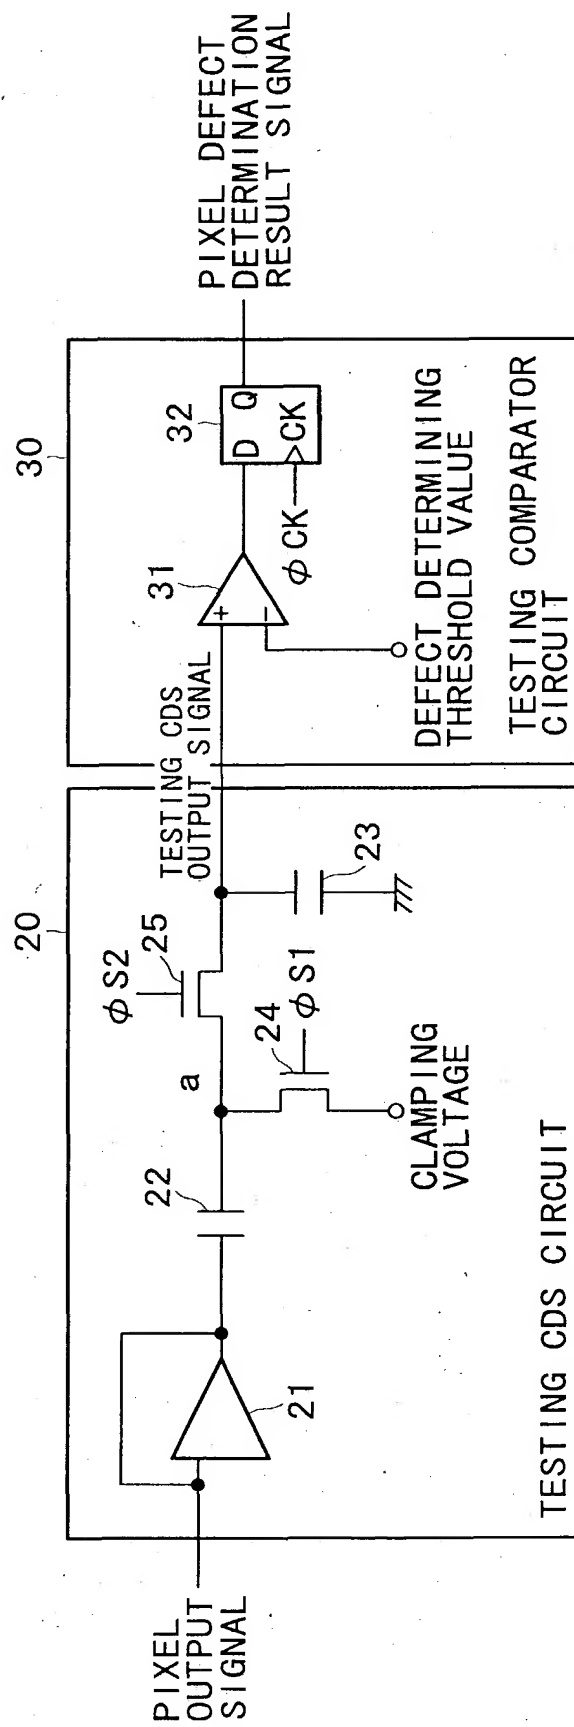 PIXEL
OUTPUT
SIGNAL
20
21
22
a
ϕS2
25
24
ϕS1
CLAMPING
VOLTAGE
23
TESTING CDS CIRCUIT
TESTING CDS
OUTPUT SIGNAL
30
31
+
−
32
D Q
CK
ϕCK
DEFECT DETERMINING
THRESHOLD VALUE
TESTING COMPARATOR
CIRCUIT
PIXEL DEFECT
DETERMINATION
RESULT SIGNAL